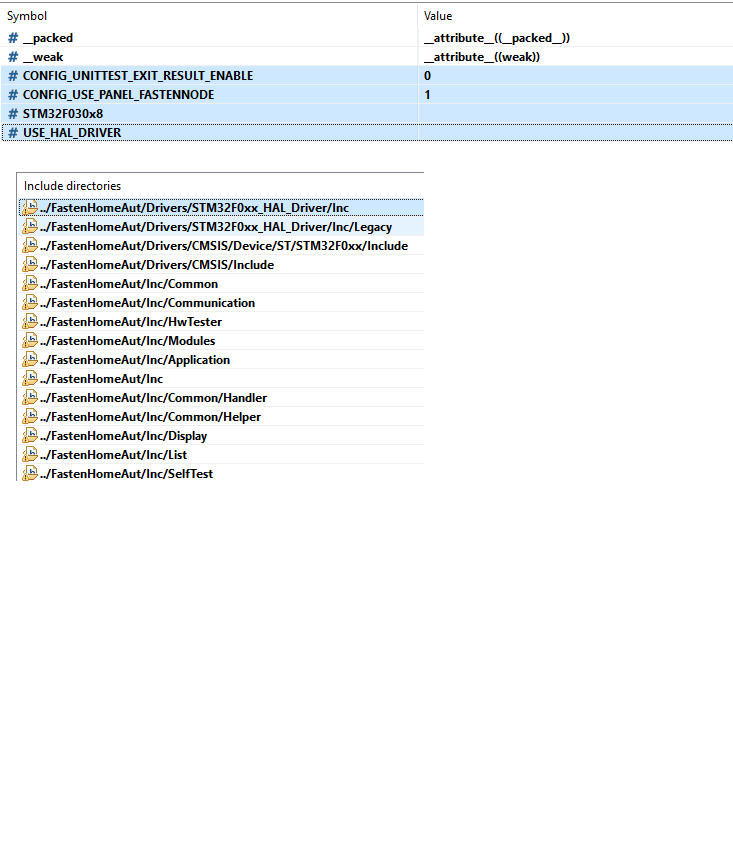 Symbol Value
# __packed __attribute__((__packed__))
# __weak __attribute__((weak))
# CONFIG_UNITTEST_EXIT_RESULT_ENABLE 0
# CONFIG_USE_PANEL_FASTENNODE 1
# STM32F030x8
# USE_HAL_DRIVER
Include directories
../FastenHomeAut/Drivers/STM32F0xx_HAL_Driver/Inc
../FastenHomeAut/Drivers/STM32F0xx_HAL_Driver/Inc/Legacy
../FastenHomeAut/Drivers/CMSIS/Device/ST/STM32F0xx/Include
../FastenHomeAut/Drivers/CMSIS/Include
../FastenHomeAut/Inc/Common
../FastenHomeAut/Inc/Communication
../FastenHomeAut/Inc/HwTester
../FastenHomeAut/Inc/Modules
../FastenHomeAut/Inc/Application
../FastenHomeAut/Inc
../FastenHomeAut/Inc/Common/Handler
../FastenHomeAut/Inc/Common/Helper
../FastenHomeAut/Inc/Display
../FastenHomeAut/Inc/List
../FastenHomeAut/Inc/SelfTest